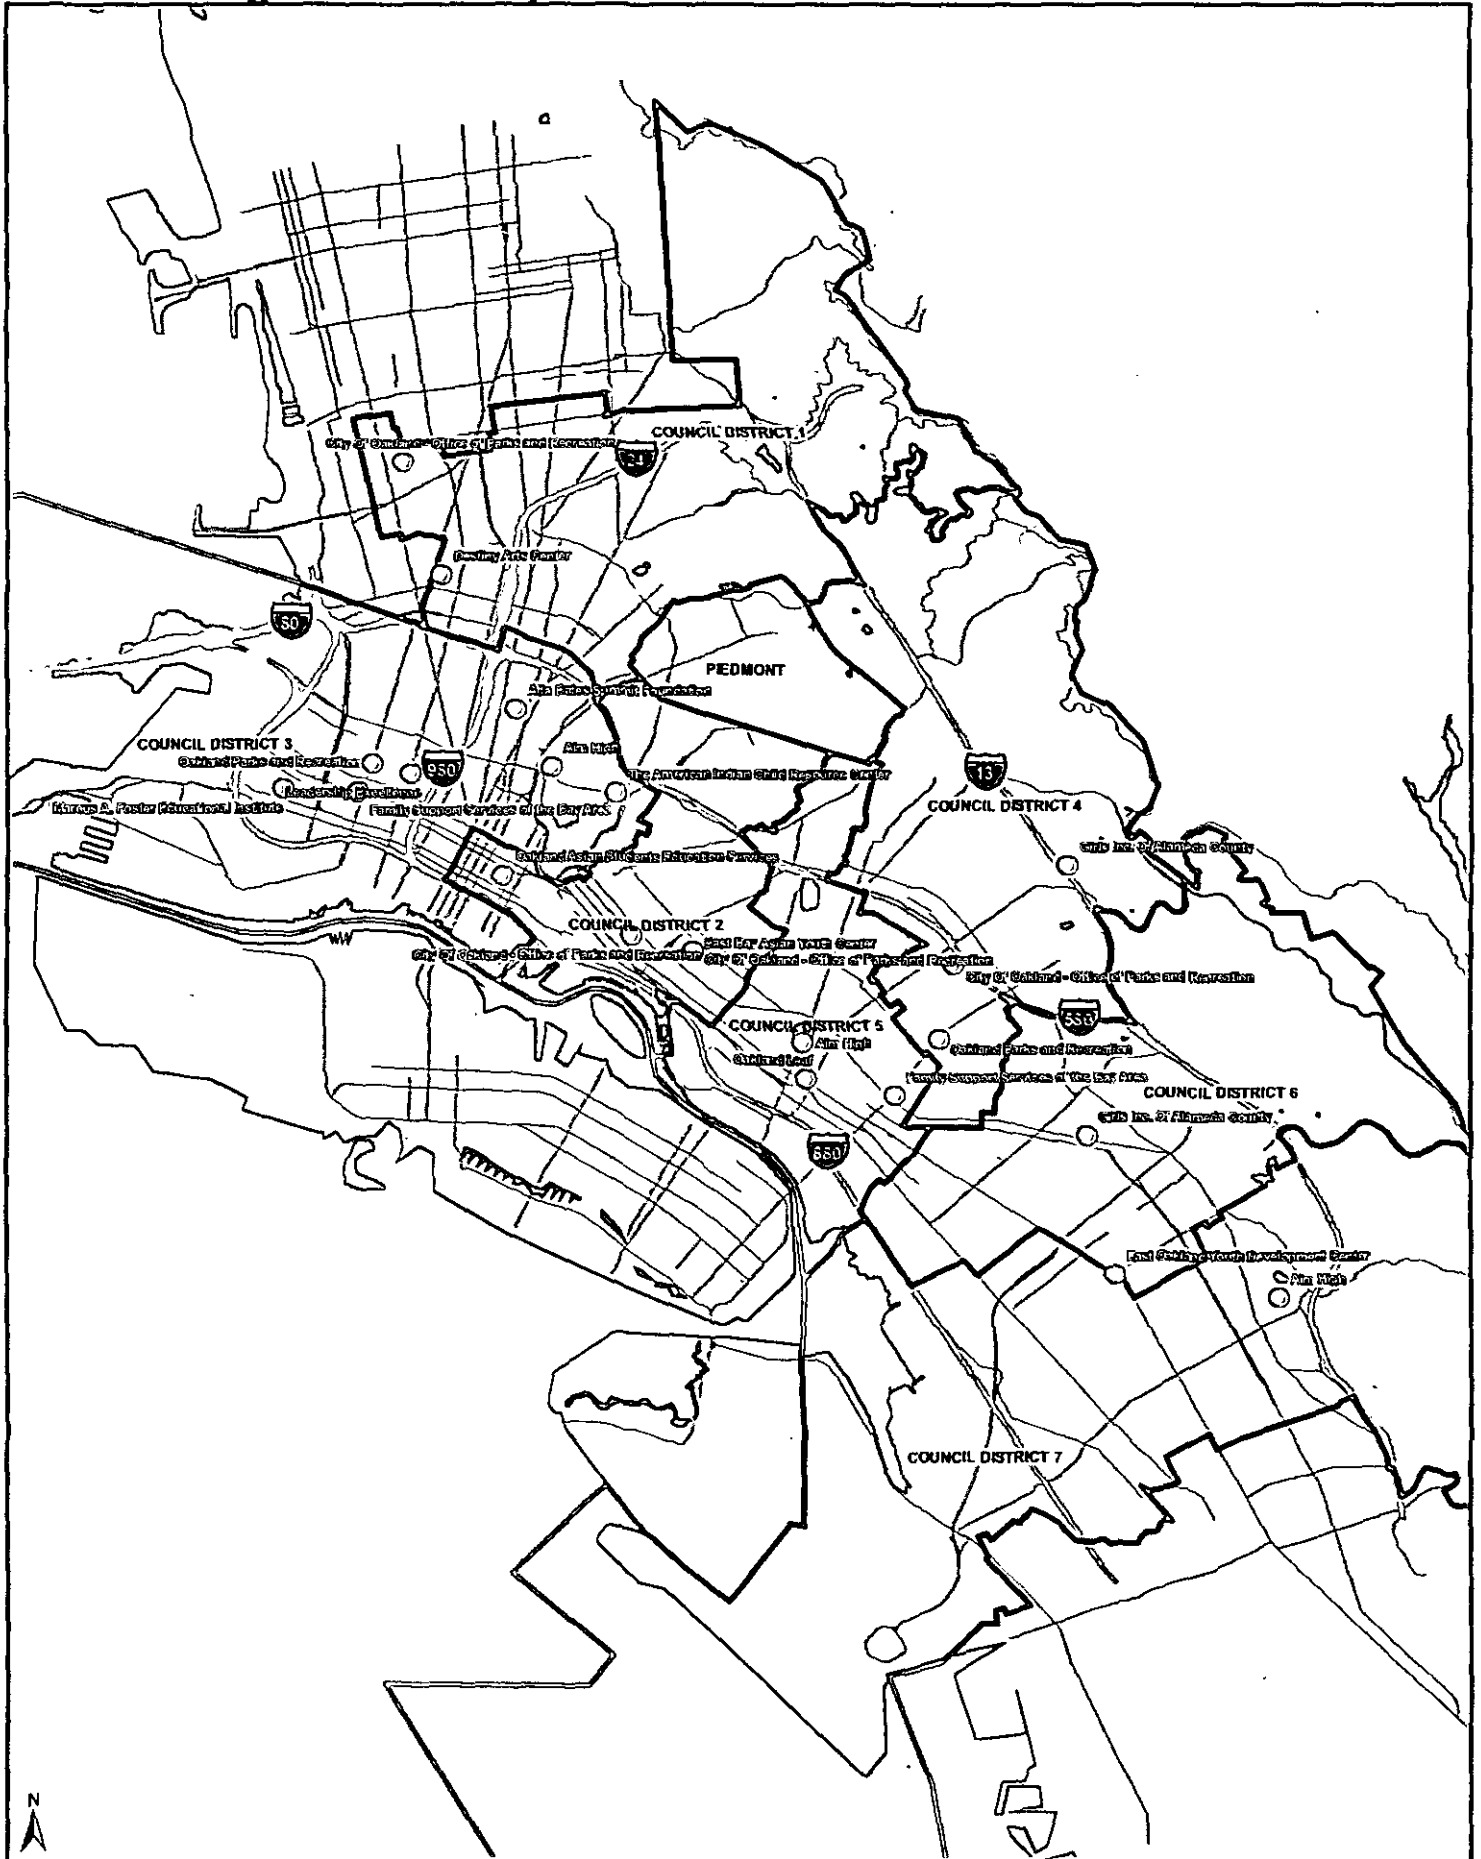 COUNCIL DISTRICT 1
City Of Oakland - Office of Parks and Recreation
24
Destiny Arts Center
80
PIEDMONT
Alta Bates Summit Foundation
COUNCIL DISTRICT 3
Oakland Parks and Recreation
980
Aim High
13
The American Indian Child Resource Center
Leadership Excellence
Marcus A. Foster Educational Institute
Family Support Services of the Bay Area
COUNCIL DISTRICT 4
Girls Inc. Of Alameda County
Oakland Asian Students Education Services
COUNCIL DISTRICT 2
East Bay Asian Youth Center
City Of Oakland - Office of Parks and Recreation
City Of Oakland - Office of Parks and Recreation
City Of Oakland - Office of Parks and Recreation
580
COUNCIL DISTRICT 5
Aim High
Oakland Parks and Recreation
Oakland Leaf
Family Support Services of the Bay Area
COUNCIL DISTRICT 6
Girls Inc. Of Alameda County
880
East Oakland Youth Development Center
Aim High
COUNCIL DISTRICT 7
N